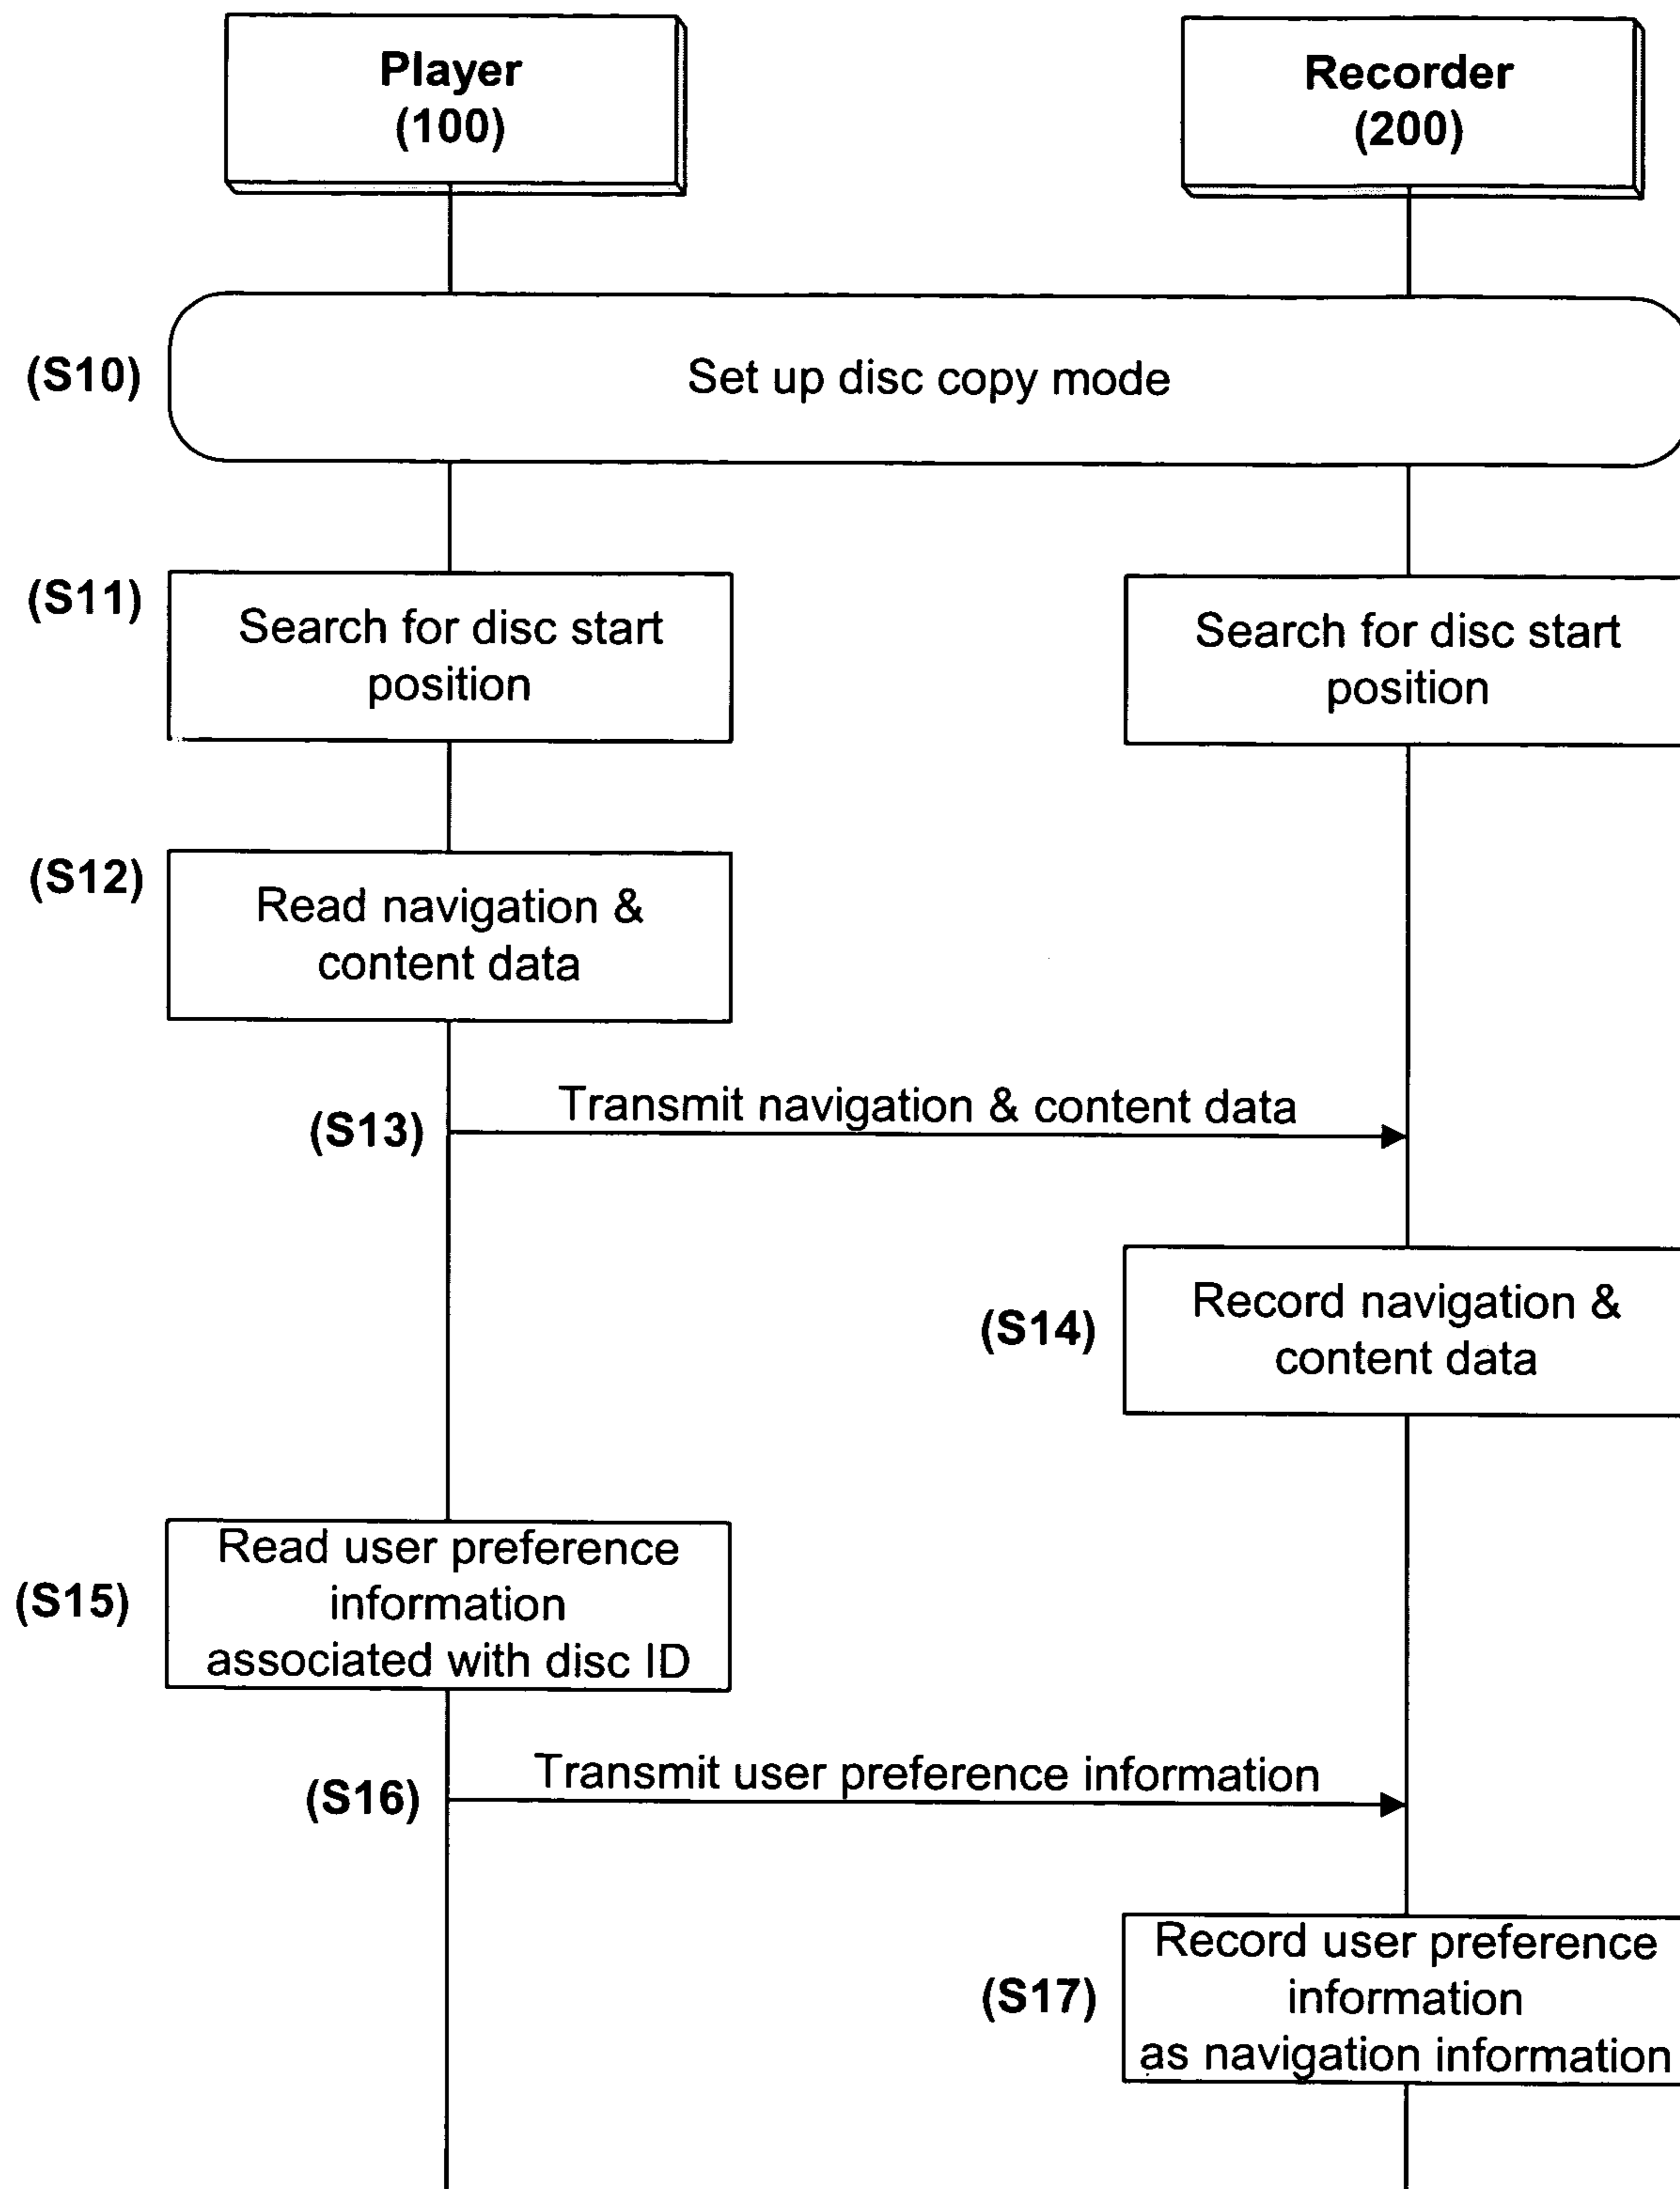 Player
(100)
Recorder
(200)
(S10)
Set up disc copy mode
(S11)
Search for disc start
position
Search for disc start
position
(S12)
Read navigation &
content data
(S13)
Transmit navigation & content data
(S14)
Record navigation &
content data
(S15)
Read user preference
information
associated with disc ID
(S16)
Transmit user preference information
(S17)
Record user preference
information
as navigation information